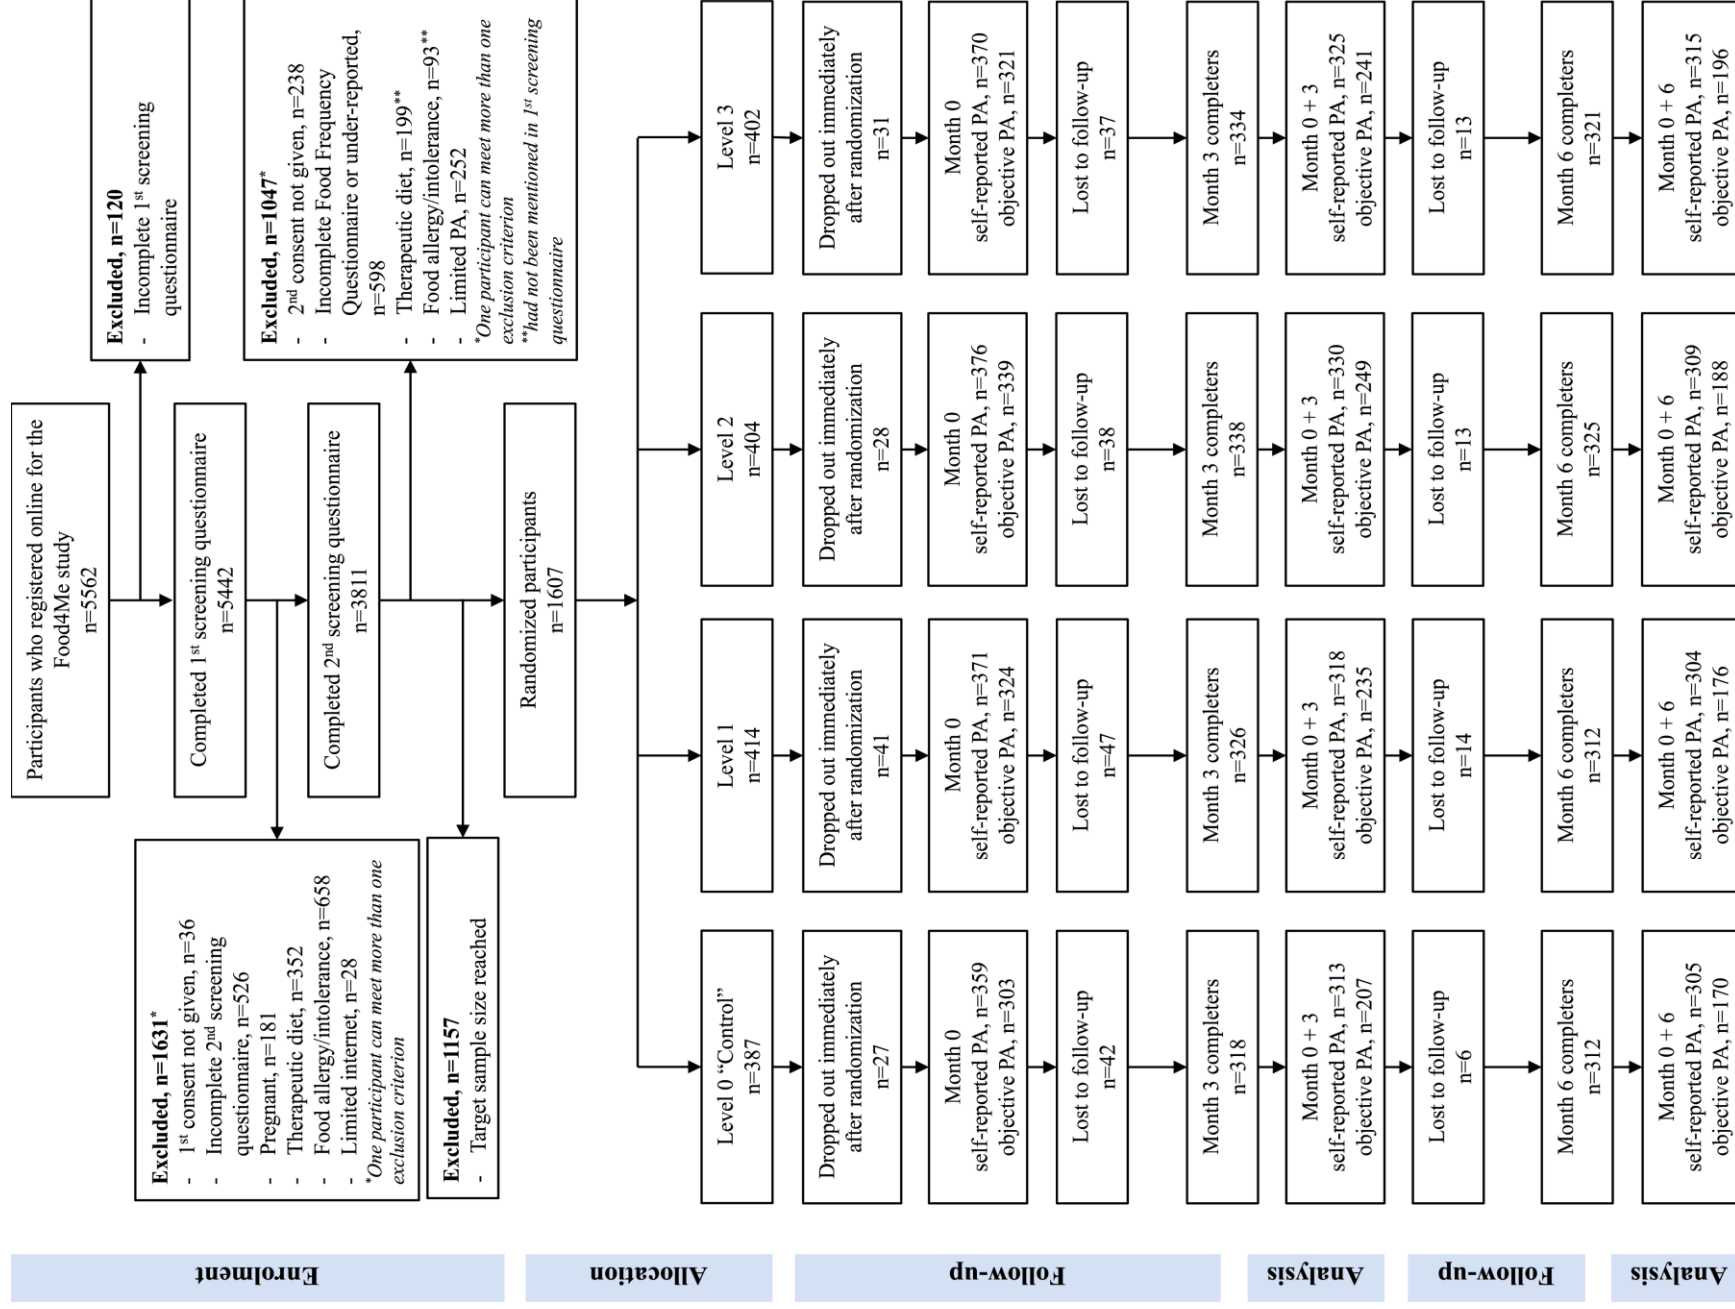 Participants who registered online for the
Food4Me study
n=5562
Excluded, n=120
- Incomplete 1st screening
questionnaire
Completed 1st screening questionnaire
n=5442
Excluded, n=1631*
- 1st consent not given, n=36
- Incomplete 2nd screening
questionnaire, n=526
- Pregnant, n=181
- Therapeutic diet, n=352
- Food allergy/intolerance, n=658
- Limited internet, n=28
*One participant can meet more than one
exclusion criterion
Completed 2nd screening questionnaire
n=3811
Excluded, n=1047*
- 2nd consent not given, n=238
- Incomplete Food Frequency
Questionnaire or under-reported,
n=598
- Therapeutic diet, n=199**
- Food allergy/intolerance, n=93**
- Limited PA, n=252
*One participant can meet more than one
exclusion criterion
**had not been mentioned in 1st screening
questionnaire
Excluded, n=1157
- Target sample size reached
Randomized participants
n=1607
Enrolment
Level 0 “Control”
n=387
Level 1
n=414
Level 2
n=404
Level 3
n=402
Allocation
Dropped out immediately
after randomization
n=27
Dropped out immediately
after randomization
n=41
Dropped out immediately
after randomization
n=28
Dropped out immediately
after randomization
n=31
Month 0
self-reported PA, n=359
objective PA, n=303
Month 0
self-reported PA, n=371
objective PA, n=324
Month 0
self-reported PA, n=376
objective PA, n=339
Month 0
self-reported PA, n=370
objective PA, n=321
Lost to follow-up
n=42
Lost to follow-up
n=47
Lost to follow-up
n=38
Lost to follow-up
n=37
Month 3 completers
n=318
Month 3 completers
n=326
Month 3 completers
n=338
Month 3 completers
n=334
Follow-up
Month 0 + 3
self-reported PA, n=313
objective PA, n=207
Month 0 + 3
self-reported PA, n=318
objective PA, n=235
Month 0 + 3
self-reported PA, n=330
objective PA, n=249
Month 0 + 3
self-reported PA, n=325
objective PA, n=241
Analysis
Lost to follow-up
n=6
Lost to follow-up
n=14
Lost to follow-up
n=13
Lost to follow-up
n=13
Month 6 completers
n=312
Month 6 completers
n=312
Month 6 completers
n=325
Month 6 completers
n=321
Follow-up
Month 0 + 6
self-reported PA, n=305
objective PA, n=170
Month 0 + 6
self-reported PA, n=304
objective PA, n=176
Month 0 + 6
self-reported PA, n=309
objective PA, n=188
Month 0 + 6
self-reported PA, n=315
objective PA, n=196
Analysis